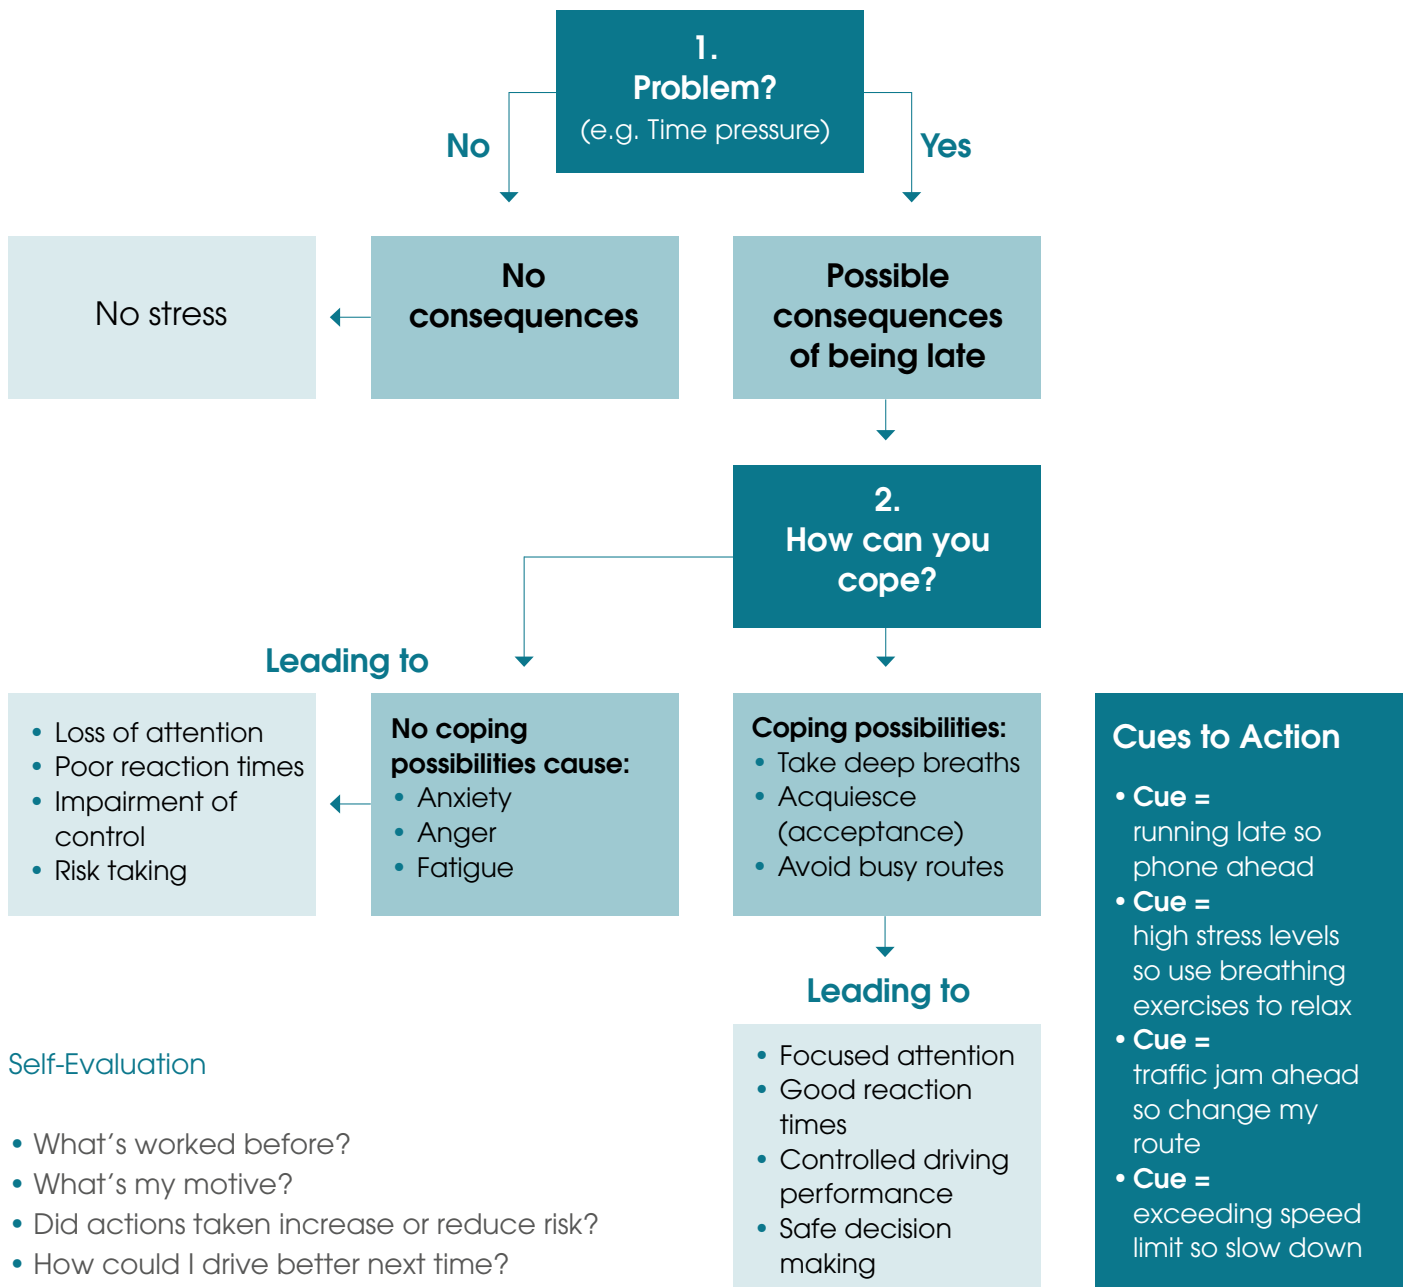 1.
Problem?
(e.g. Time pressure)
No
Yes
No stress
No
consequences
Possible
consequences
of being late
2.
How can you
cope?
Leading to
• Loss of attention
• Poor reaction times
• Impairment of
control
• Risk taking
No coping
possibilities cause:
• Anxiety
• Anger
• Fatigue
Coping possibilities:
• Take deep breaths
• Acquiesce
(acceptance)
• Avoid busy routes
Leading to
• Focused attention
• Good reaction
times
• Controlled driving
performance
• Safe decision
making
Cues to Action
• Cue =
running late so
phone ahead
• Cue =
high stress levels
so use breathing
exercises to relax
• Cue =
traffic jam ahead
so change my
route
• Cue =
exceeding speed
limit so slow down
Self-Evaluation
• What's worked before?
• What's my motive?
• Did actions taken increase or reduce risk?
• How could I drive better next time?